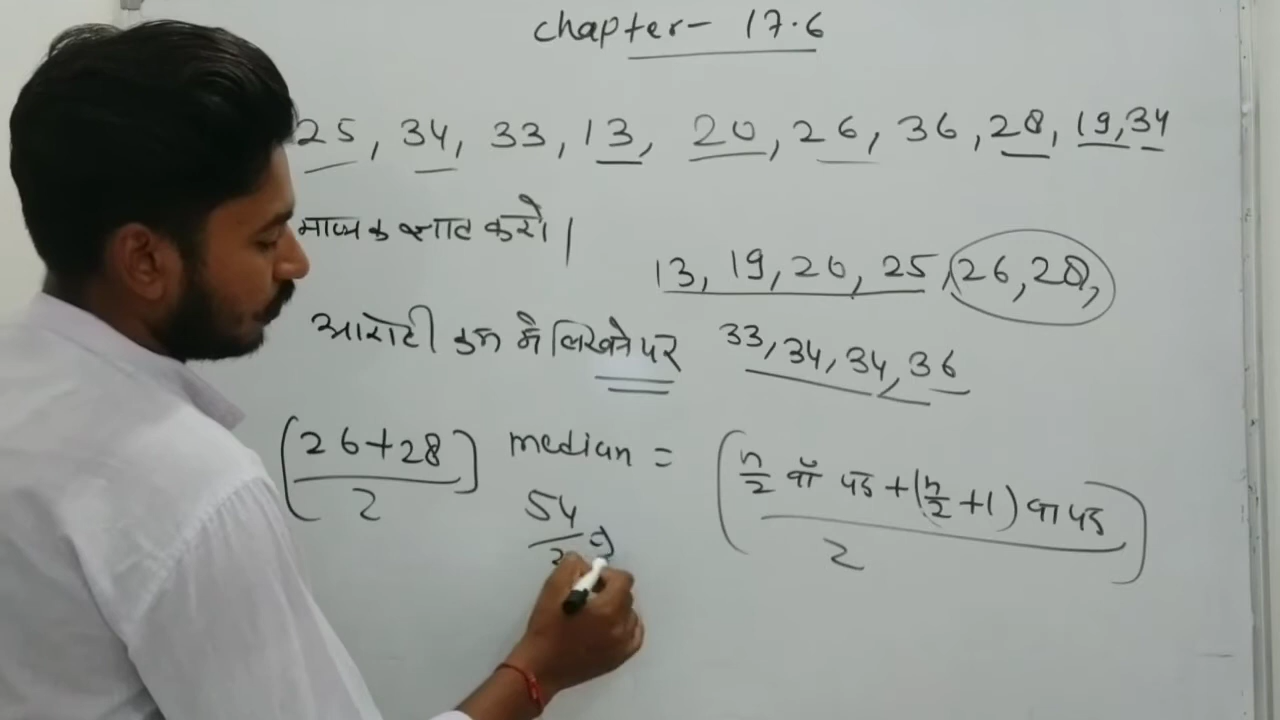 chapter- 17.6
25, 34, 33, 13, 20, 26, 36, 28, 19, 34
माध्यक ज्ञात करो।
13, 19, 20, 25, 26, 28,
33, 34, 34, 36
आरोही क्रम मे लिखने पर
(26+28)/2
median = (n/2 वाँ पद + (n/2 +1) वा पद)/2
54/2 =)